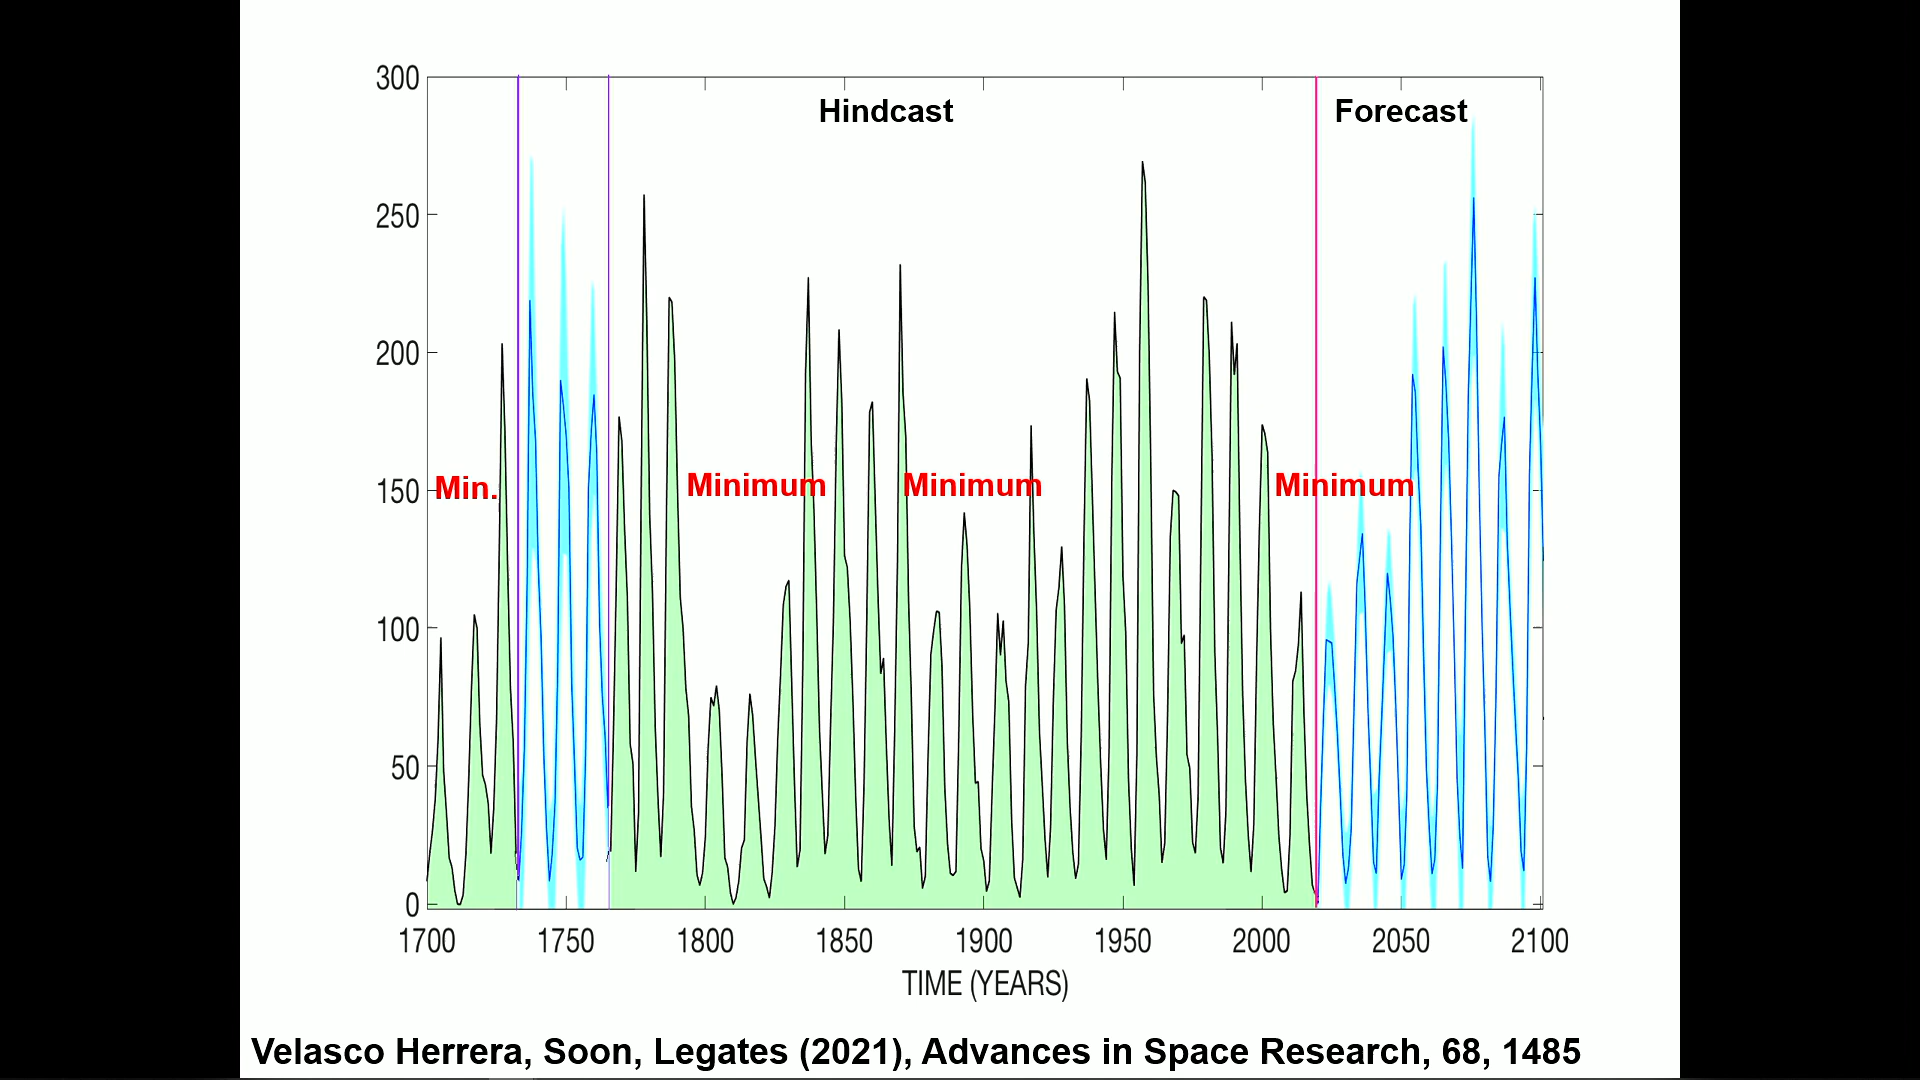 300
Hindcast Forecast
250
200
Min. Minimum Minimum Minimum
150
100
50
0
1700 1750 1800 1850 1900 1950 2000 2050 2100
TIME (YEARS)
Velasco Herrera, Soon, Legates (2021), Advances in Space Research, 68, 1485